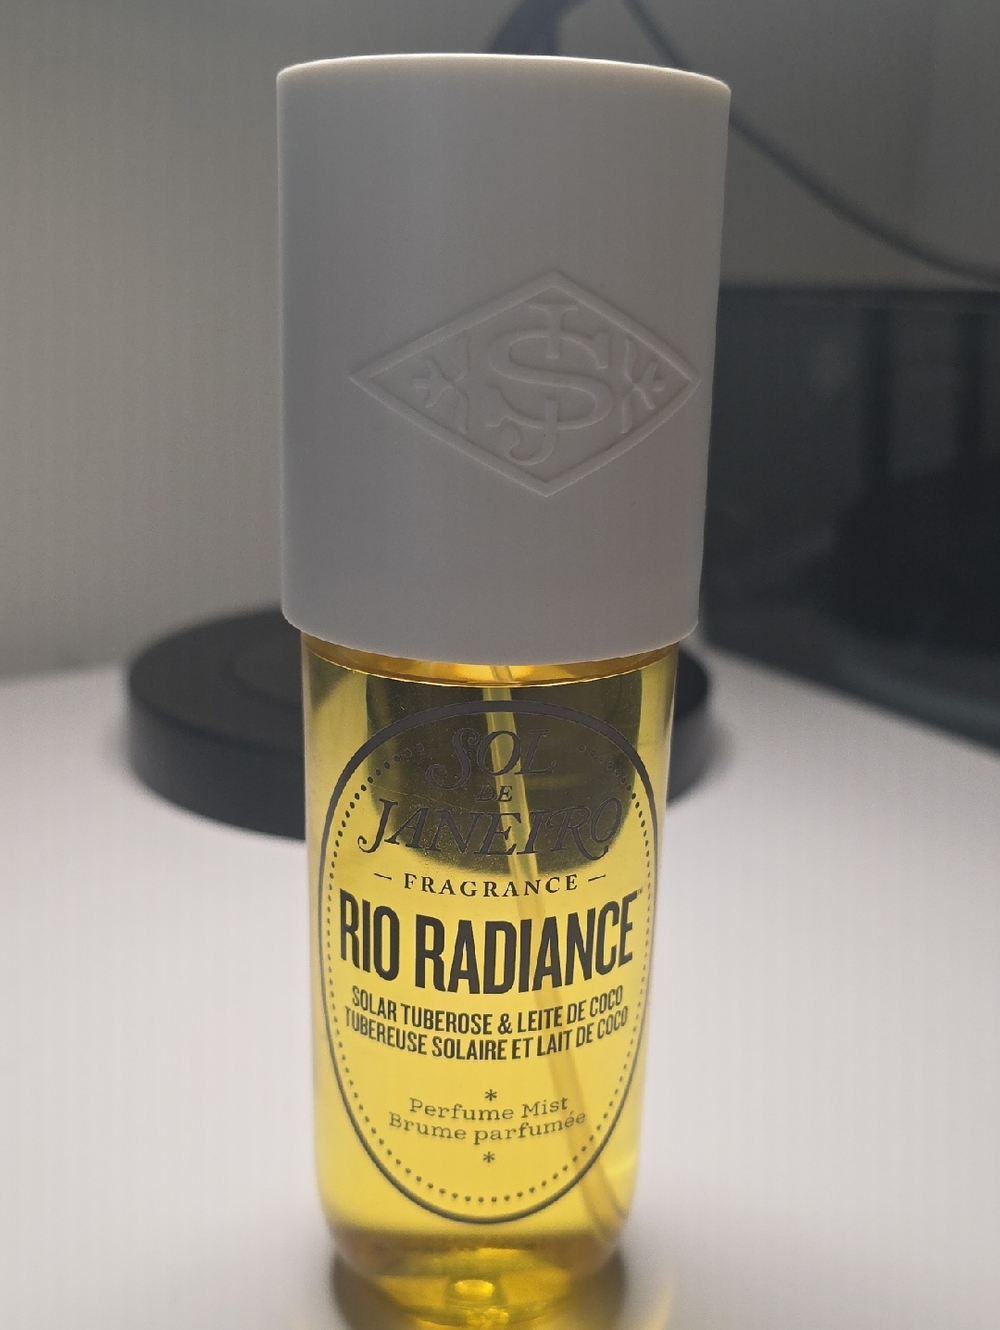 SJ
SOL
DE
JANEIRO
— FRAGRANCE —
RIO RADIANCE™
SOLAR TUBEROSE & LEITE DE COCO
TUBEREUSE SOLAIRE ET LAIT DE COCO
*
Perfume Mist
Brume parfumée
*